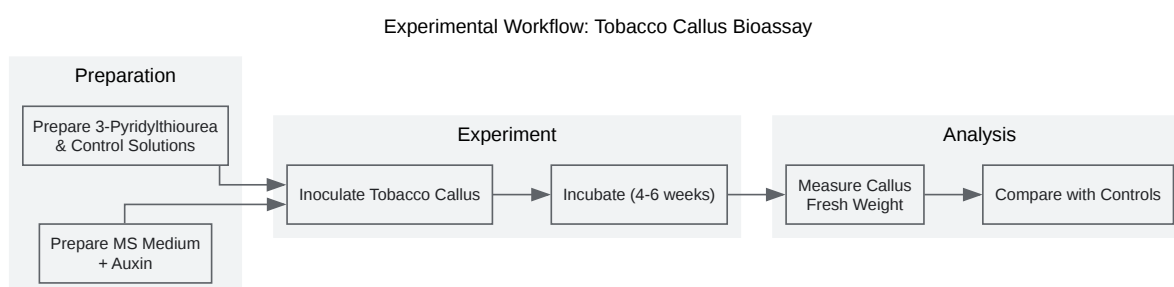 Experimental Workflow: Tobacco Callus Bioassay
Preparation
Prepare 3-Pyridylthiourea
& Control Solutions
Prepare MS Medium
+ Auxin
Experiment
Inoculate Tobacco Callus
Incubate (4-6 weeks)
Analysis
Measure Callus
Fresh Weight
Compare with Controls